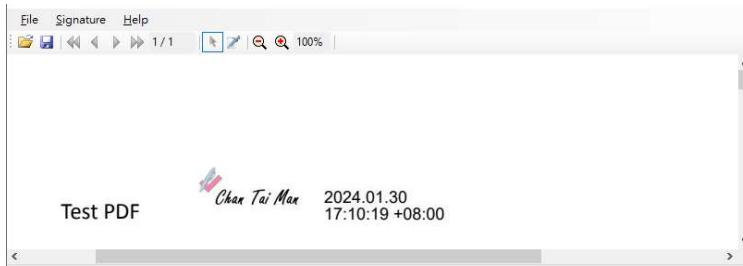 File Signature Help
1/1 100%
Chan Tai Man
2024.01.30
Test PDF
17:10:19 +08:00